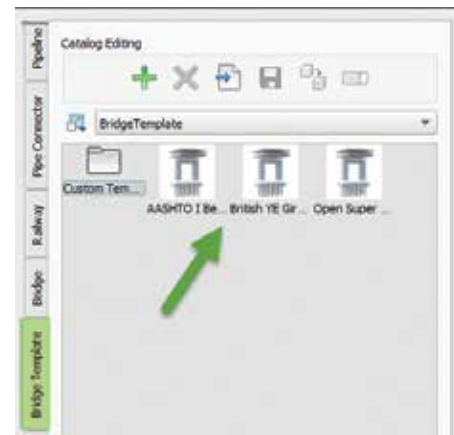 Pipeline
Pipe Connector
Railway
Bridge
Bridge Template
Catalog Editing
BridgeTemplate
Custom Tem...
AASHTO I Be...
British YE Gir...
Open Super ...